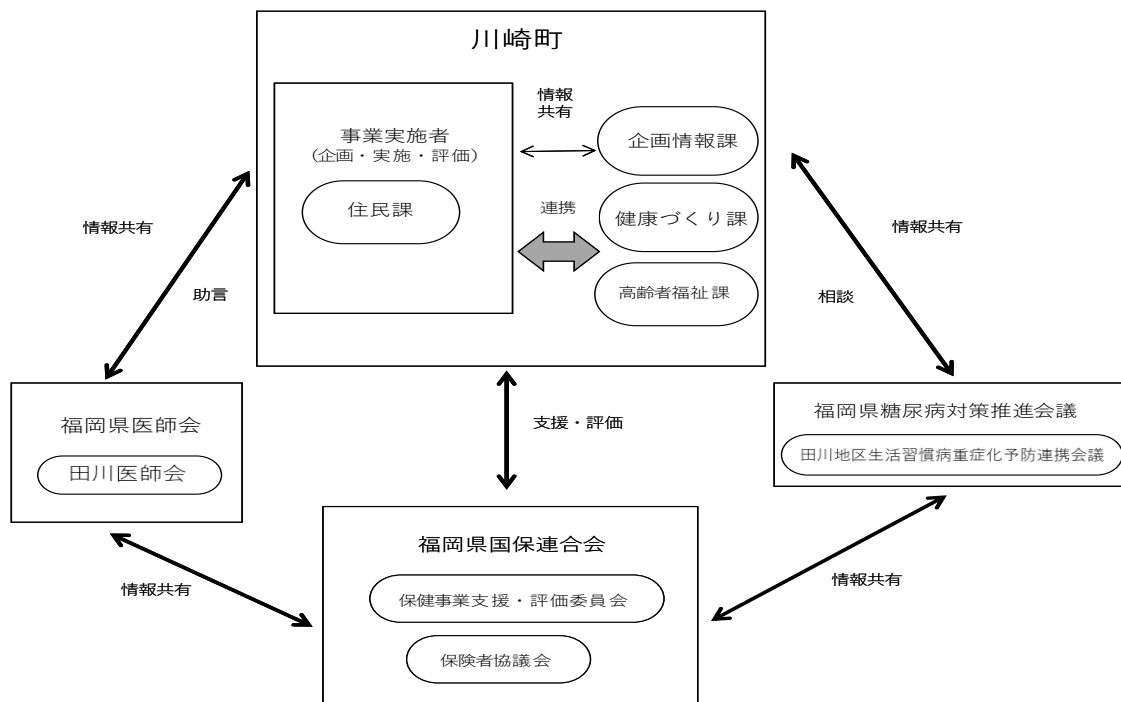 川崎町
情報
共有
事業実施者
(企画・実施・評価)
住民課
企画情報課
連携
健康づくり課
高齢者福祉課
情報共有
助言
情報共有
相談
福岡県医師会
田川医師会
支援・評価
福岡県糖尿病対策推進会議
田川地区生活習慣病重症化予防連携会議
福岡県国保連合会
保健事業支援・評価委員会
保険者協議会
情報共有
情報共有